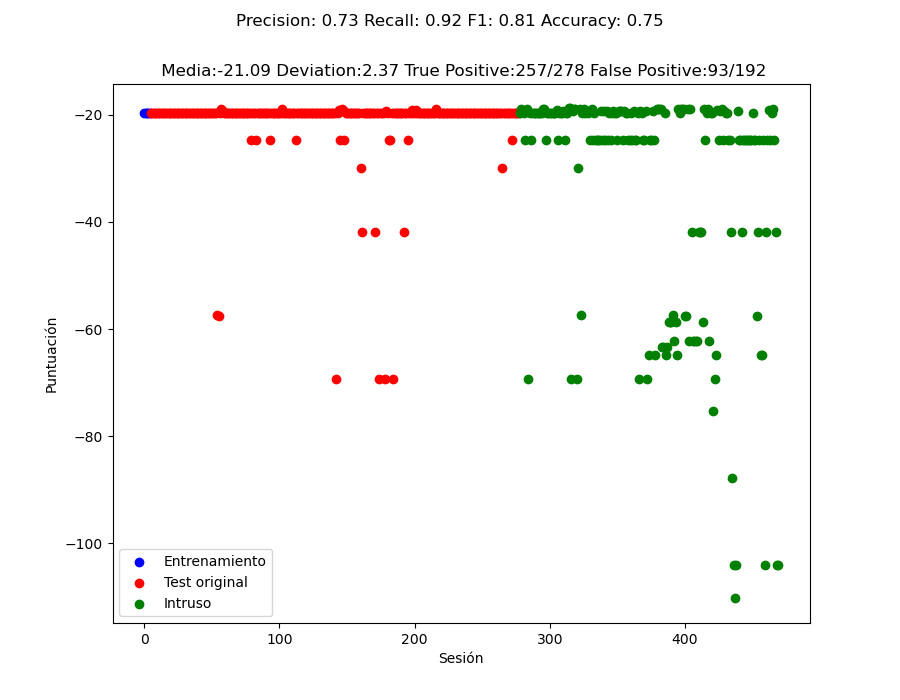 Precision: 0.73 Recall: 0.92 F1: 0.81 Accuracy: 0.75
Media:-21.09 Deviation:2.37 True Positive:257/278 False Positive:93/192
−20
−40
−60
−80
−100
Puntuación
Entrenamiento
Test original
Intruso
0
100
200
300
400
Sesión